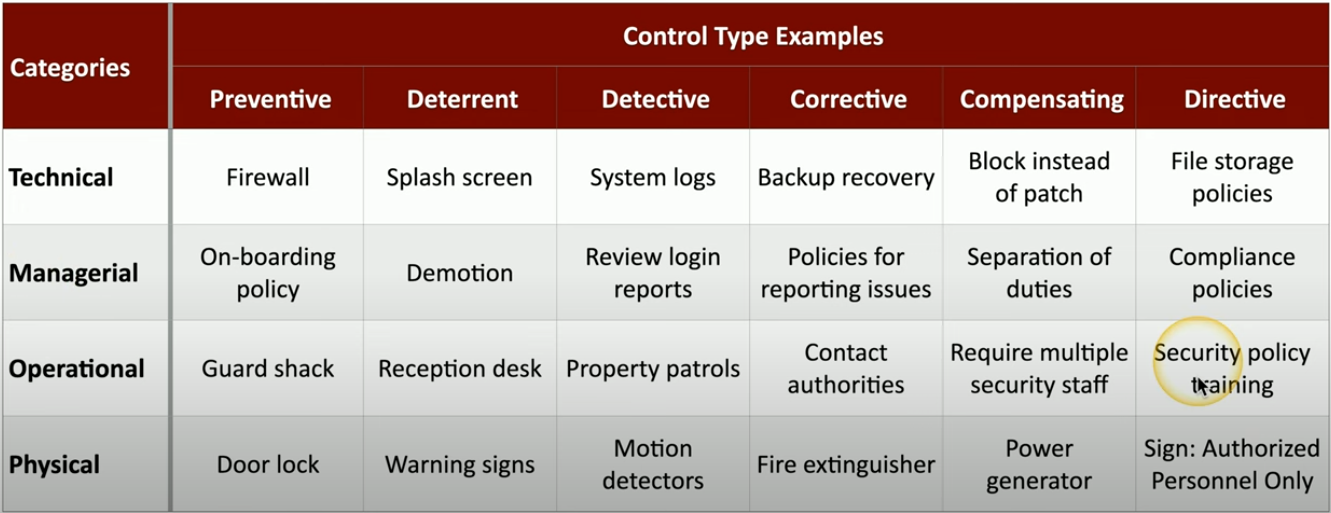 Categories
Control Type Examples
Preventive
Deterrent
Detective
Corrective
Compensating
Directive
Technical
Firewall
Splash screen
System logs
Backup recovery
Block instead
of patch
File storage
policies
Managerial
On-boarding
policy
Demotion
Review login
reports
Policies for
reporting issues
Separation of
duties
Compliance
policies
Operational
Guard shack
Reception desk
Property patrols
Contact
authorities
Require multiple
security staff
Security policy
training
Physical
Door lock
Warning signs
Motion
detectors
Fire extinguisher
Power
generator
Sign: Authorized
Personnel Only